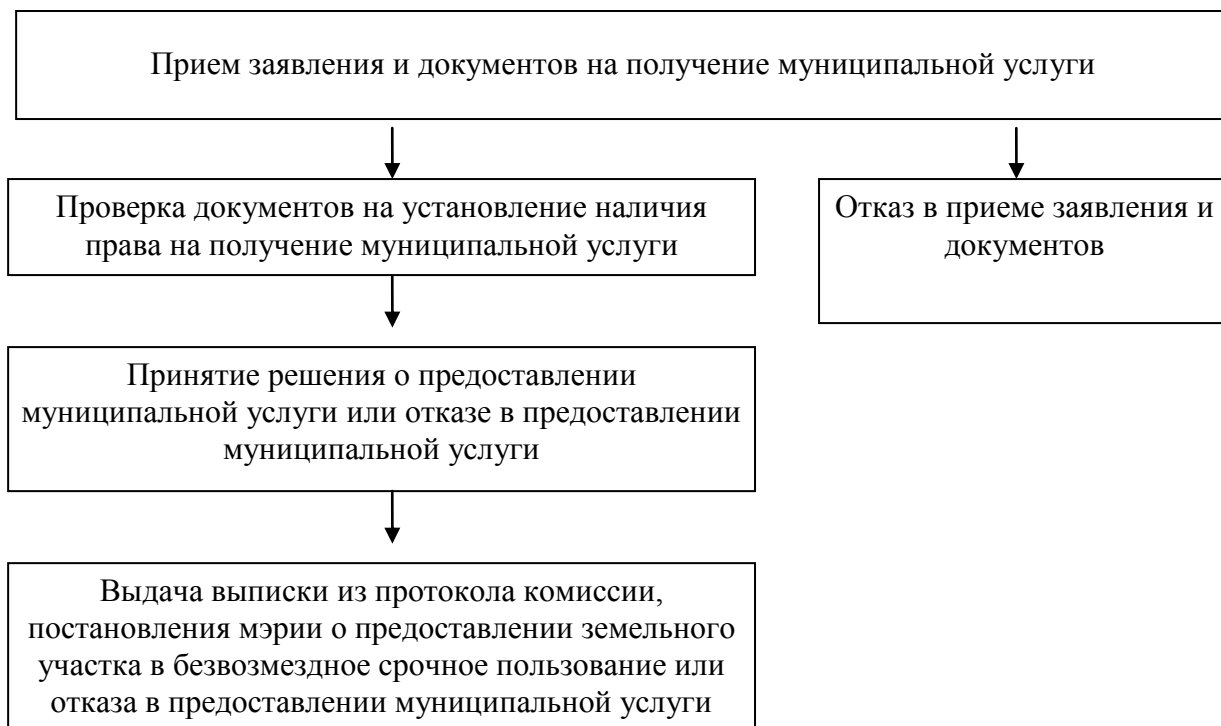 Прием заявления и документов на получение муниципальной услуги
Проверка документов на установление наличия
права на получение муниципальной услуги
Отказ в приеме заявления и
документов
Принятие решения о предоставлении
муниципальной услуги или отказе в предоставлении
муниципальной услуги
Выдача выписки из протокола комиссии,
постановления мэрии о предоставлении земельного
участка в безвозмездное срочное пользование или
отказа в предоставлении муниципальной услуги